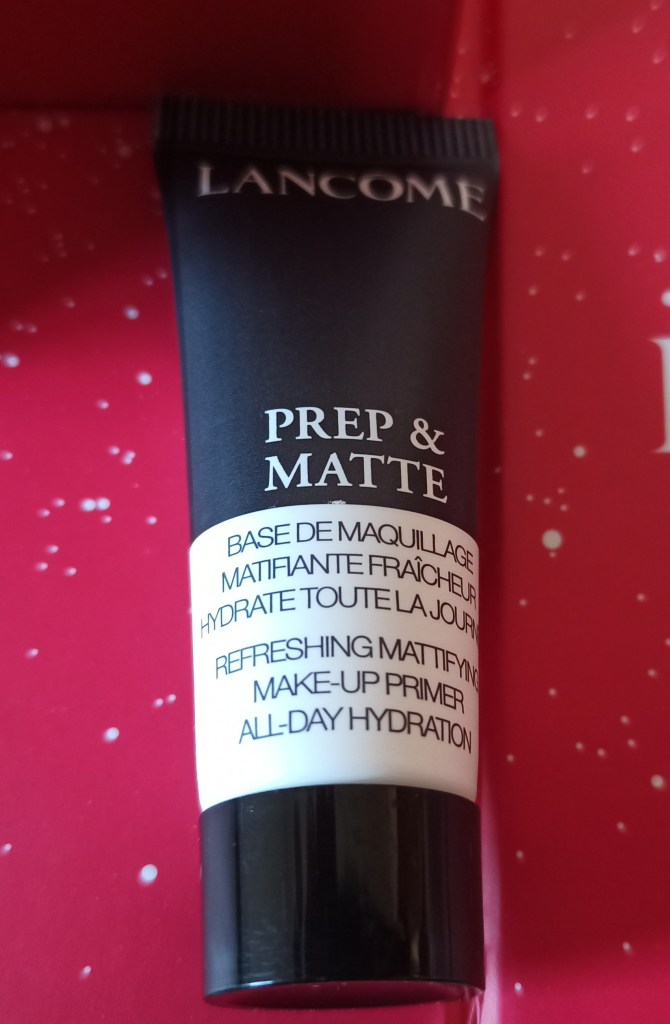 LANCOME
PREP &
MATTE
BASE DE MAQUILLAGE
MATIFIANTE FRAÎCHEUR
HYDRATE TOUTE LA JOURN
REFRESHING MATTIFYING
MAKE-UP PRIMER
ALL-DAY HYDRATION